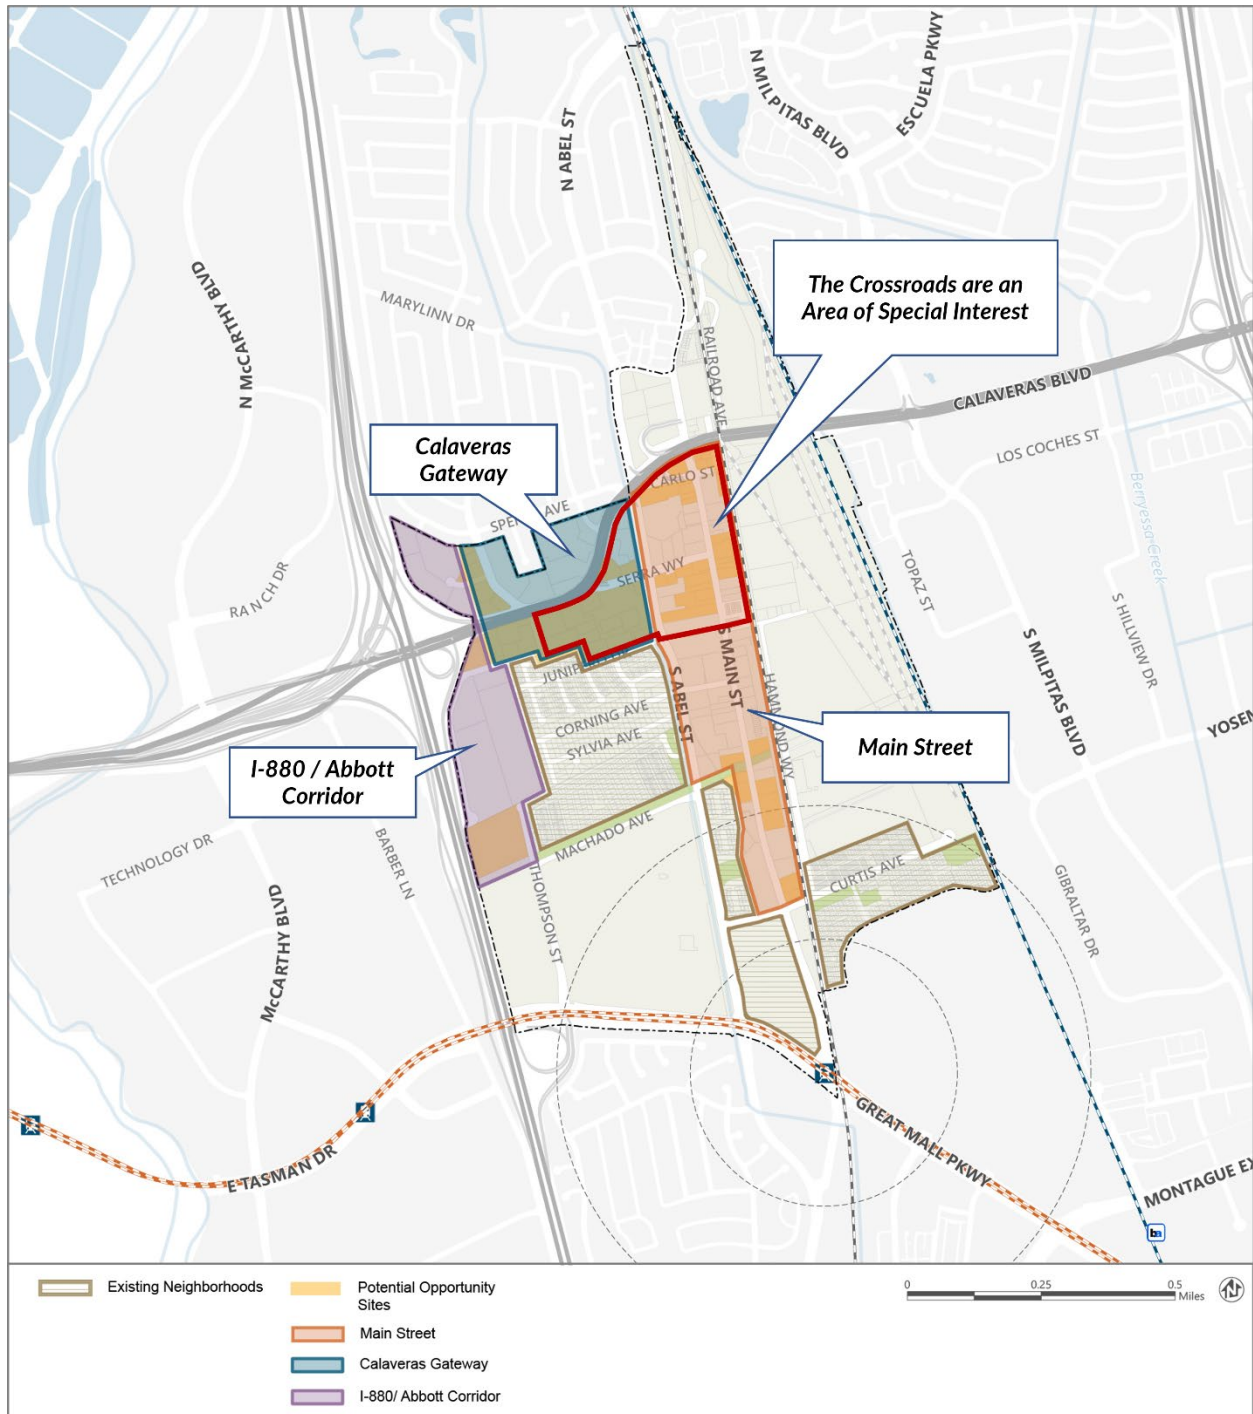 N ABEL ST
N MILPITAS BLVD
ESCUELA PKWY
N McCARTHY BLVD
MARYLINN DR
RAILROAD AVE
The Crossroads are an
Area of Special Interest
CALAVERAS BLVD
LOS COCHES ST
Berryessa Creek
Calaveras
Gateway
CARLO ST
AVE
SERRA WY
RANCH DR
TOPAZ ST
S HILLVIEW DR
S MILPITAS BLVD
S MAIN ST
S ABEL ST
HAMMOND WY
CORNING AVE
SYLVIA AVE
Main Street
I-880 / Abbott
Corridor
MACHADO AVE
CURTIS AVE
TECHNOLOGY DR
BARBER LN
THOMPSON ST
GIBRALTAR DR
McCARTHY BLVD
E TASMAN DR
GREAT MALL PKWY
MONTAGUE EX
Existing Neighborhoods
Potential Opportunity
Sites
Main Street
Calaveras Gateway
I-880/ Abbott Corridor
0 0.25 0.5
Miles
N